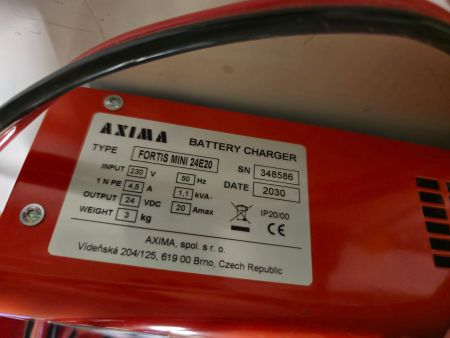 AXIMA BATTERY CHARGER
TYPE FORTIS MINI 24E20 SN 348586
INPUT 230 V 50 Hz DATE 2030
1 N PE 4,5 A 1,1 kVA
OUTPUT 24 VDC 20 Amax IP20/00
WEIGHT 3 kg CE
AXIMA, spol. s r. o.
Vídeňská 204/125, 619 00 Brno, Czech Republic